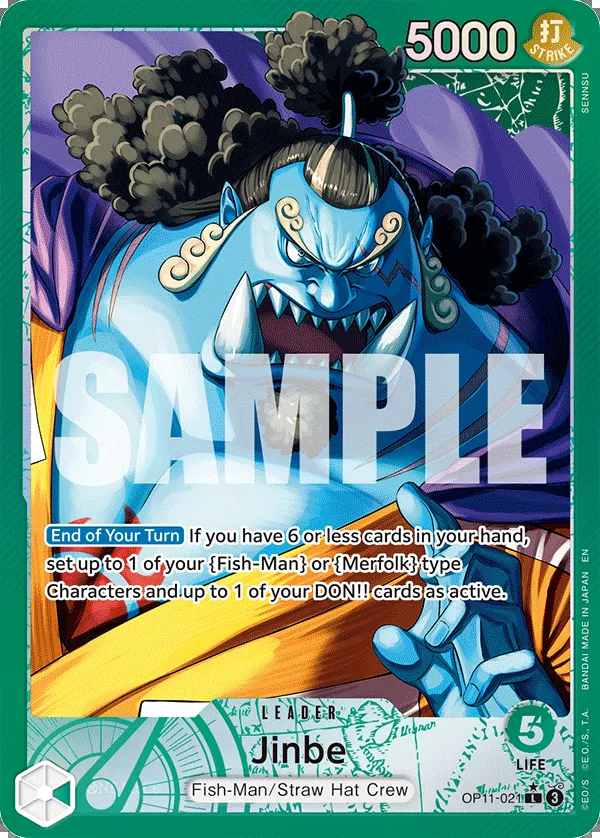 5000
打
STRIKE
SENNSU
SAMPLE
End of Your Turn If you have 6 or less cards in your hand,
set up to 1 of your {Fish-Man} or {Merfolk} type
Characters and up to 1 of your DON!! cards as active.
LEADER
Jinbe
Fish-Man/Straw Hat Crew
5
LIFE
OP11-021 L 3
©E.O/S ©E.O./S., T.A. BANDAI MADE IN JAPAN EN